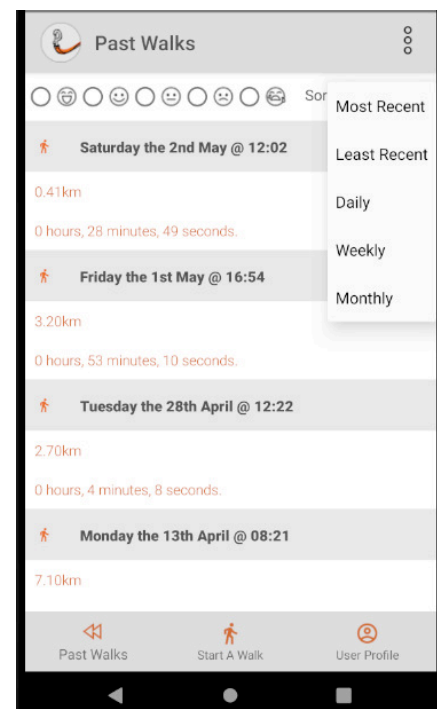 Past Walks
Sor
Most Recent
Least Recent
Daily
Weekly
Monthly
Saturday the 2nd May @ 12:02
0.41km
0 hours, 28 minutes, 49 seconds.
Friday the 1st May @ 16:54
3.20km
0 hours, 53 minutes, 10 seconds.
Tuesday the 28th April @ 12:22
2.70km
0 hours, 4 minutes, 8 seconds.
Monday the 13th April @ 08:21
7.10km
Past Walks
Start A Walk
User Profile